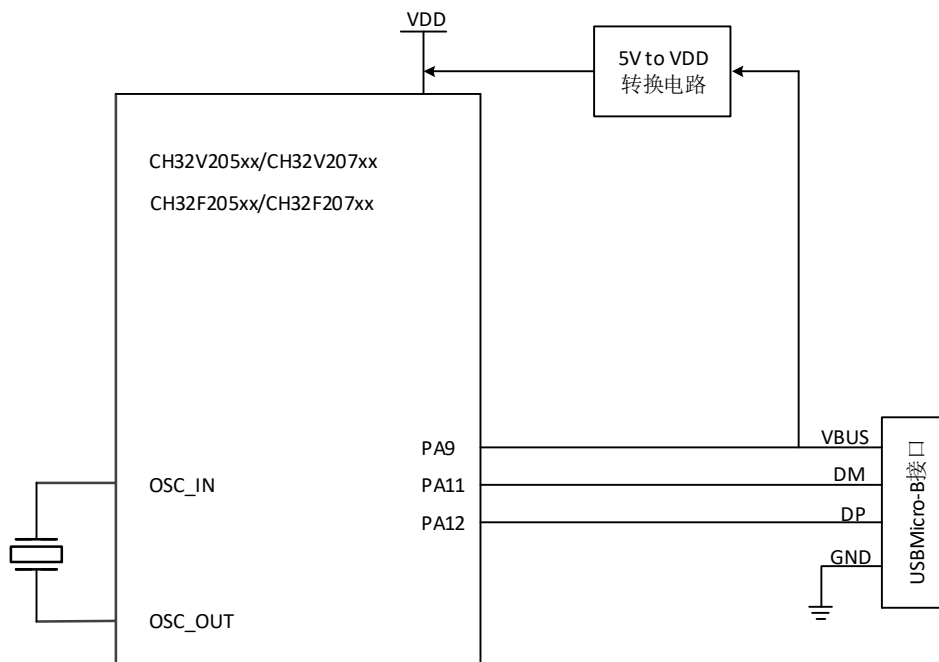 VDD
5V to VDD
转换电路
CH32V205xx/CH32V207xx
CH32F205xx/CH32F207xx
PA9
VBUS
OSC_IN
PA11
DM
PA12
DP
GND
USBMicro-B接口
OSC_OUT